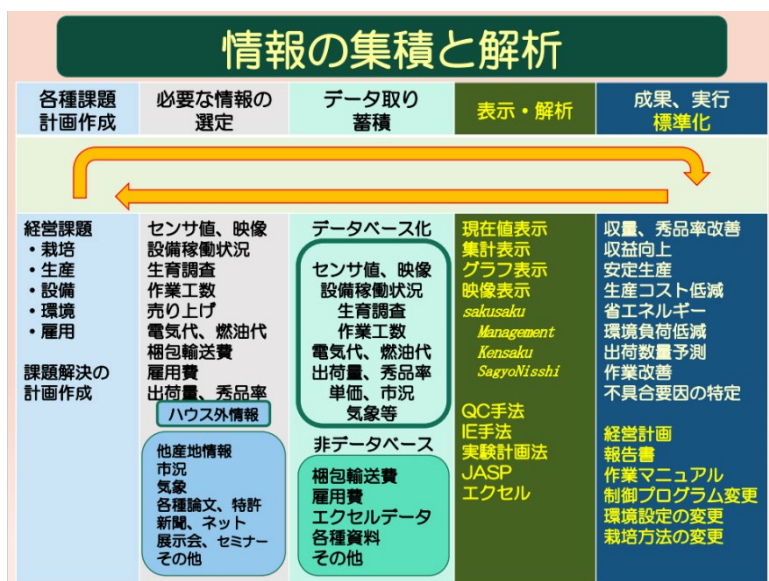 情報の集積と解析
各種課題
計画作成
必要な情報の
選定
データ取り
蓄積
表示・解析
成果、実行
標準化
経営課題
・栽培
・生産
・設備
・環境
・雇用
課題解決の
計画作成
センサ値、映像
設備稼働状況
生育調査
作業工数
売り上げ
電気代、燃油代
梱包輸送費
雇用費
出荷量、秀品率
ハウス外情報
他産地情報
市況
気象
各種論文、特許
新聞、ネット
展示会、セミナー
その他
データベース化
センサ値、映像
設備稼働状況
生育調査
作業工数
電気代、燃油代
出荷量、秀品率
単価、市況
気象等
非データベース
梱包輸送費
雇用費
エクセルデータ
各種資料
その他
現在値表示
集計表示
グラフ表示
映像表示
sakusaku
Management
Kensaku
SagyoNisshi
QC手法
IE手法
実験計画法
JASP
エクセル
収量、秀品率改善
収益向上
安定生産
生産コスト低減
省エネルギー
環境負荷低減
出荷数量予測
作業改善
不具合要因の特定
経営計画
報告書
作業マニュアル
制御プログラム変更
環境設定の変更
栽培方法の変更